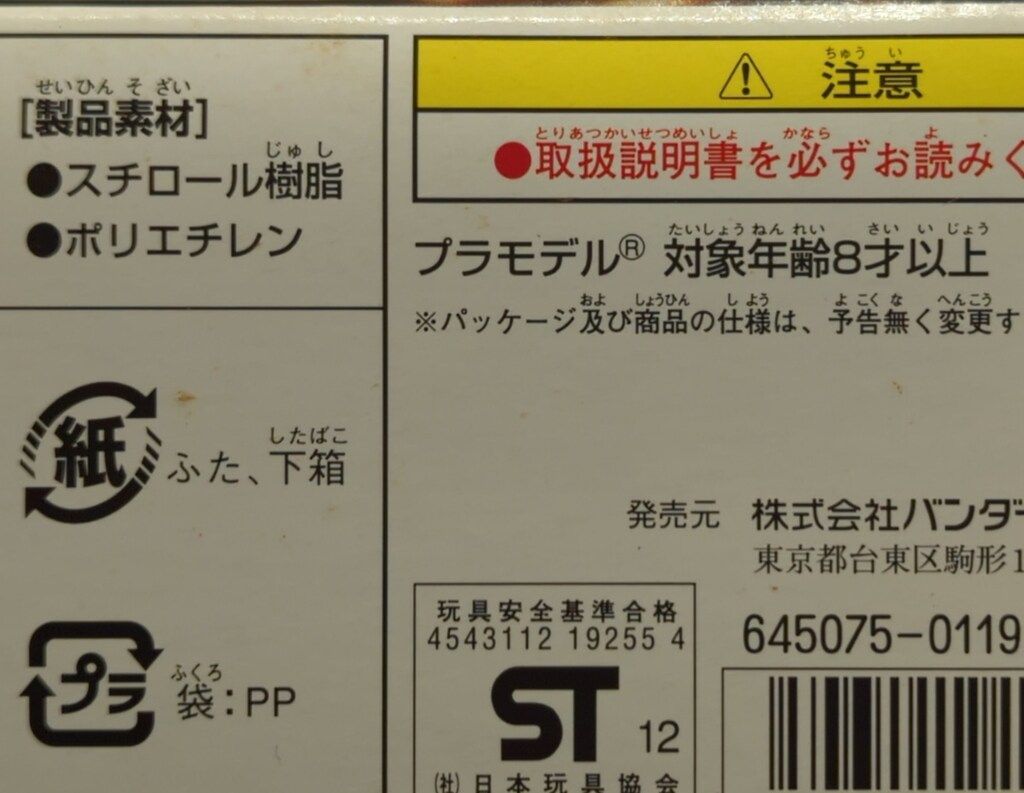 せいひん そ ざい
[製品素材]
じゅ し
●スチロール樹脂
●ポリエチレン
紙
したばこ
ふた、下箱
プラ
ふくろ
袋：PP
ちゅう い
注意
とりあつかいせつめいしょ かなら よ
●取扱説明書を必ずお読みく
たいしょう ねん れい さい い じょう
プラモデル® 対象年齢8才以上
およ しょうひん し よう よ こく な へんこう
※パッケージ及び商品の仕様は、予告無く変更す
発売元 株式会社バンダ
東京都台東区駒形1
玩具安全基準合格
4543112 19255 4
ST 12
(社)日本玩具協会
645075-0119